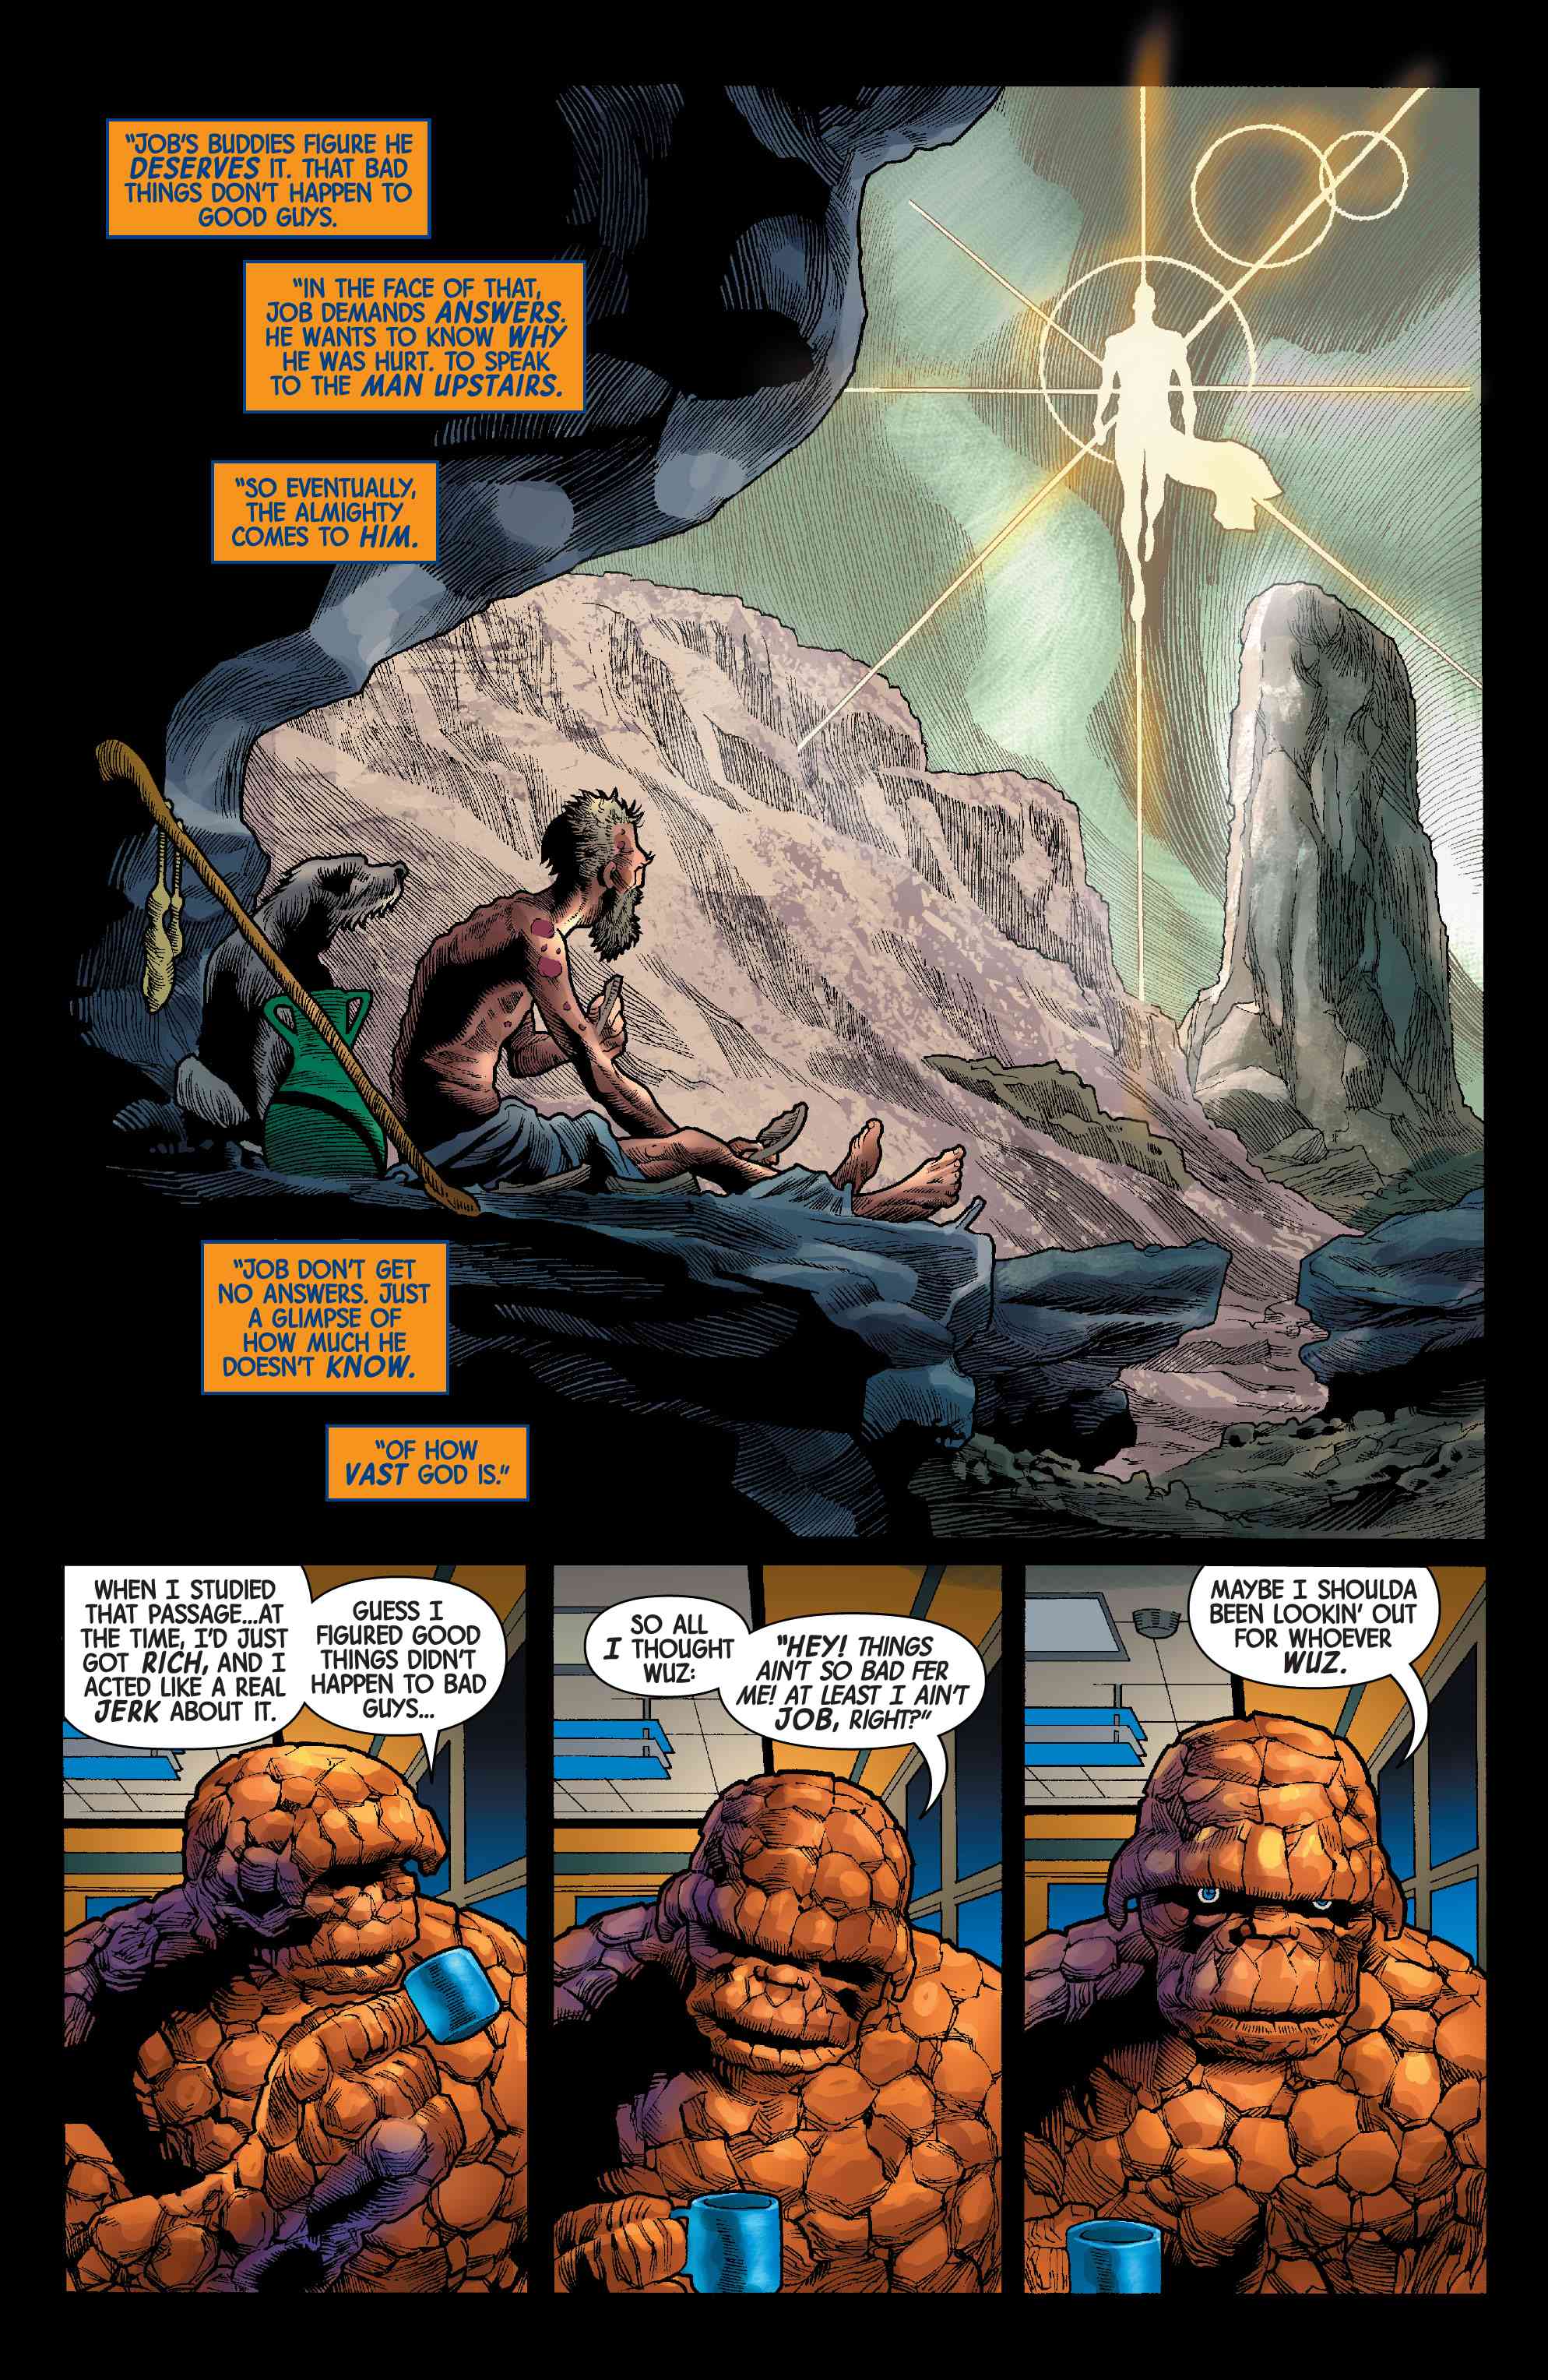 "JOB'S BUDDIES FIGURE HE
DESERVES IT. THAT BAD
THINGS DON'T HAPPEN TO
GOOD GUYS.
"IN THE FACE OF THAT,
JOB DEMANDS ANSWERS.
HE WANTS TO KNOW WHY
HE WAS HURT. TO SPEAK
TO THE MAN UPSTAIRS.
"SO EVENTUALLY,
THE ALMIGHTY
COMES TO HIM.
"JOB DON'T GET
NO ANSWERS. JUST
A GLIMPSE OF
HOW MUCH HE
DOESN'T KNOW.
"OF HOW
VAST GOD IS."
WHEN I STUDIED
THAT PASSAGE...AT
THE TIME, I'D JUST
GOT RICH, AND I
ACTED LIKE A REAL
JERK ABOUT IT.
GUESS I
FIGURED GOOD
THINGS DIDN'T
HAPPEN TO BAD
GUYS...
SO ALL
I THOUGHT
WUZ:
"HEY! THINGS
AIN'T SO BAD FER
ME! AT LEAST I AIN'T
JOB, RIGHT?"
MAYBE I SHOULDA
BEEN LOOKIN' OUT
FOR WHOEVER
WUZ.